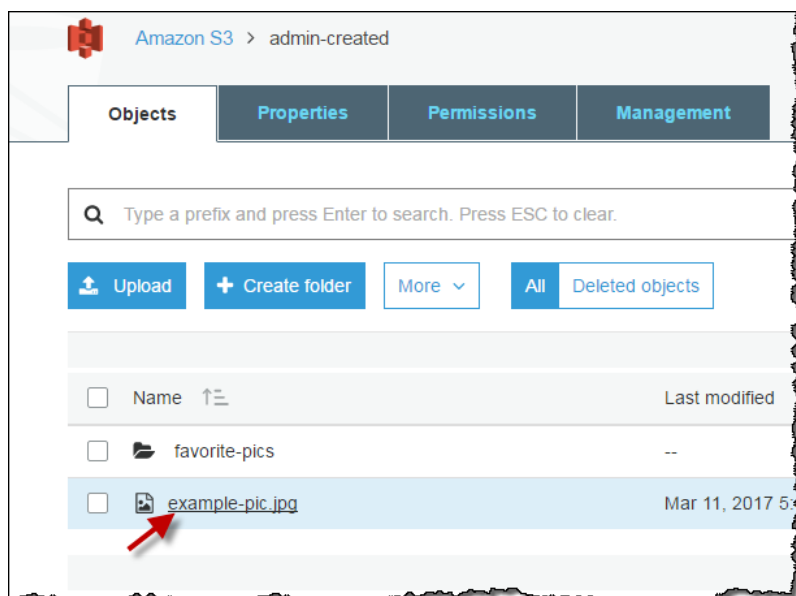 Amazon S3 > admin-created
Objects Properties Permissions Management
Type a prefix and press Enter to search. Press ESC to clear.
Upload + Create folder More All Deleted objects
Name Last modified
favorite-pics --
example-pic.jpg Mar 11, 2017